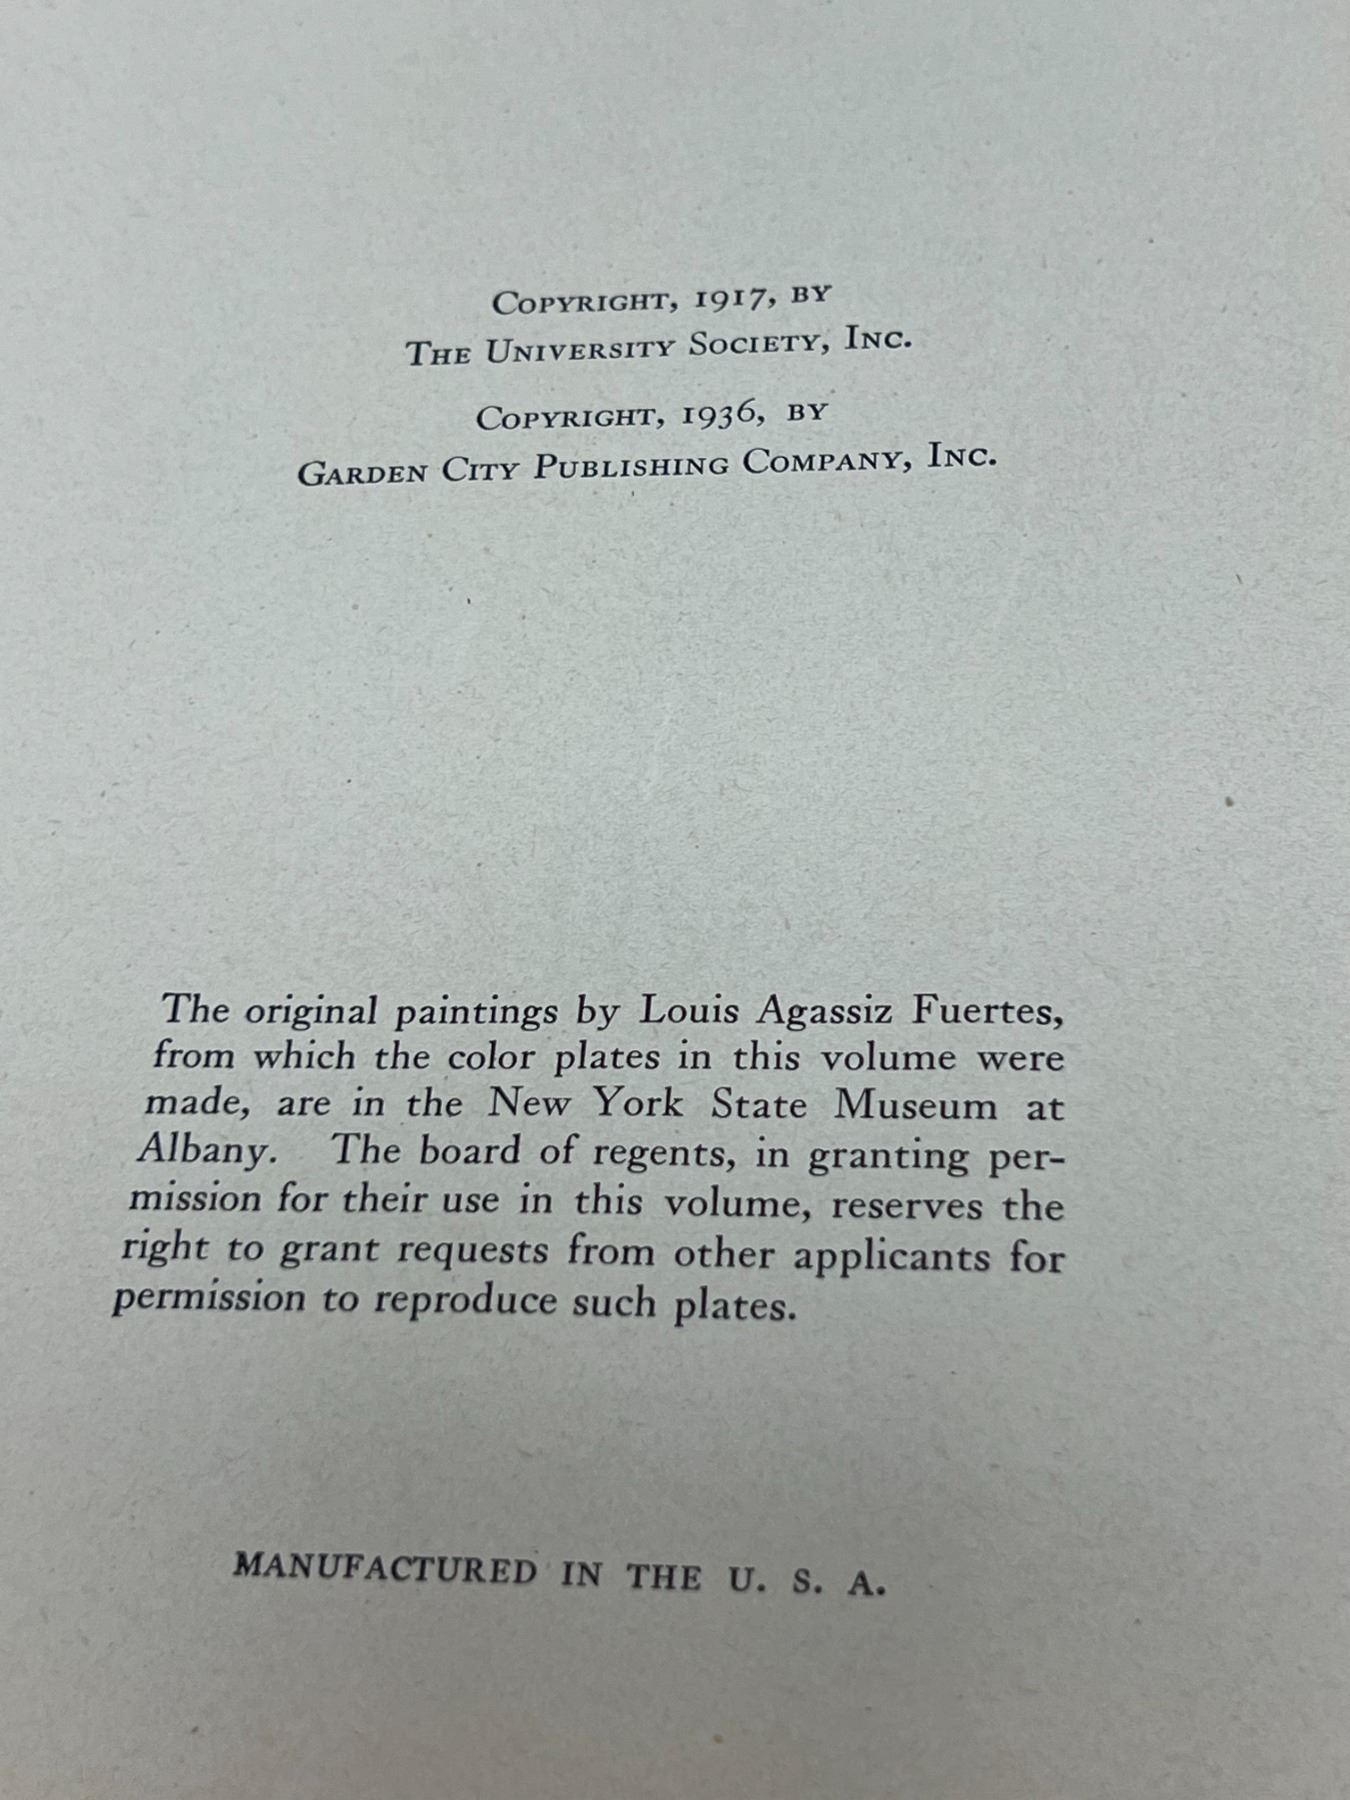 Copyright, 1917, by
The University Society, Inc.
Copyright, 1936, by
Garden City Publishing Company, Inc.
The original paintings by Louis Agassiz Fuertes,
from which the color plates in this volume were
made, are in the New York State Museum at
Albany. The board of regents, in granting per-
mission for their use in this volume, reserves the
right to grant requests from other applicants for
permission to reproduce such plates.
MANUFACTURED IN THE U. S. A.